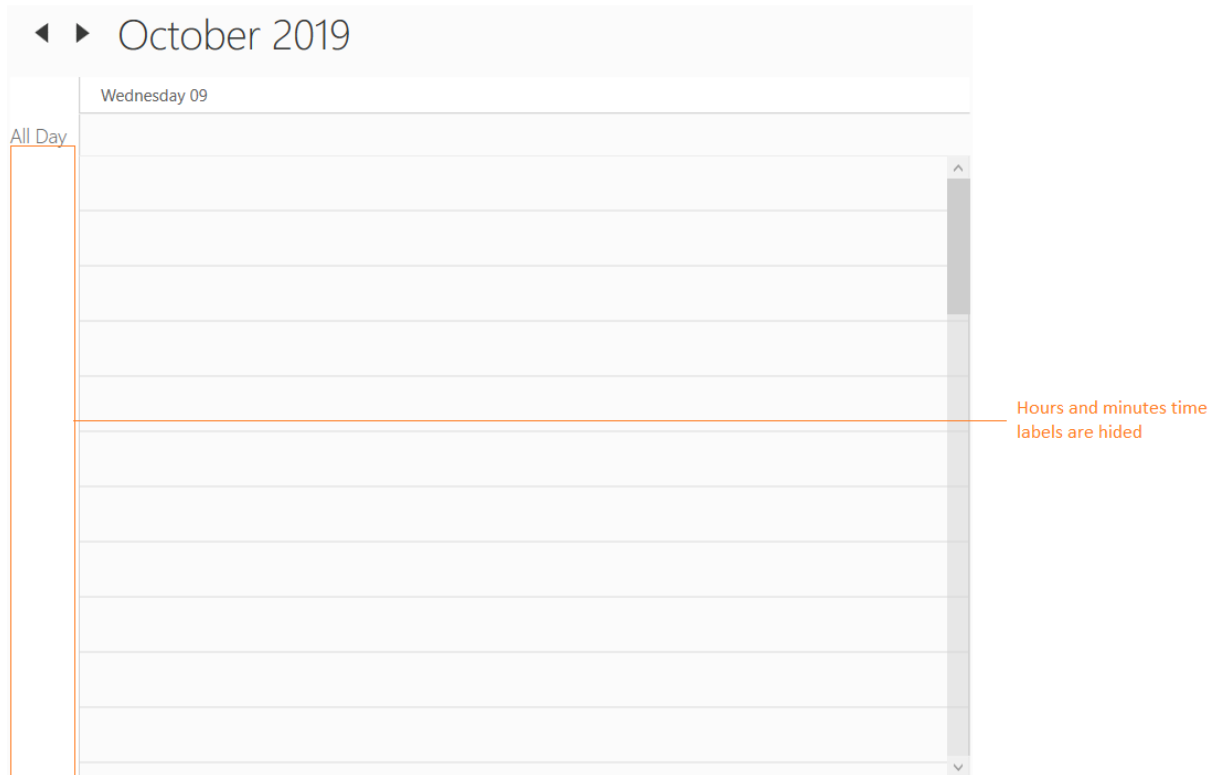 October 2019
Wednesday 09
All Day
Hours and minutes time
labels are hided